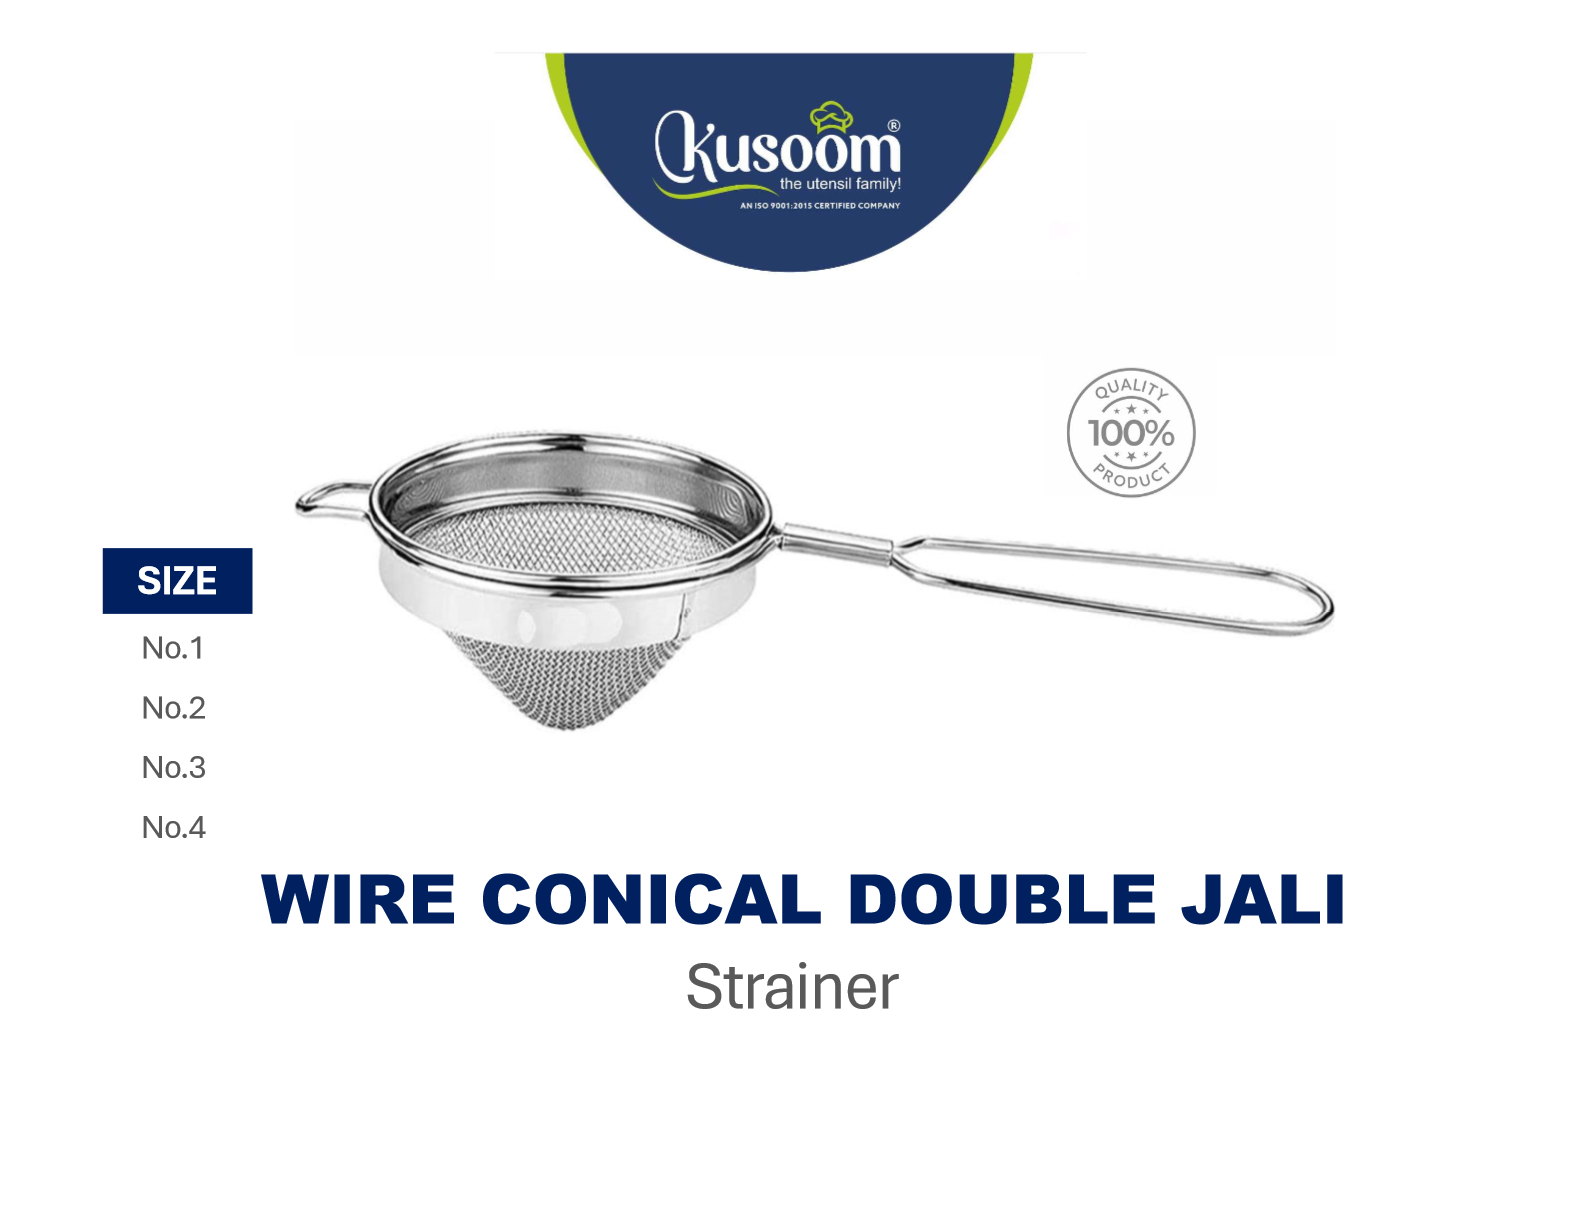 Kusoom®
the utensil family!
AN ISO 9001:2015 CERTIFIED COMPANY
QUALITY
100%
PRODUCT
SIZE
No.1
No.2
No.3
No.4
WIRE CONICAL DOUBLE JALI
Strainer